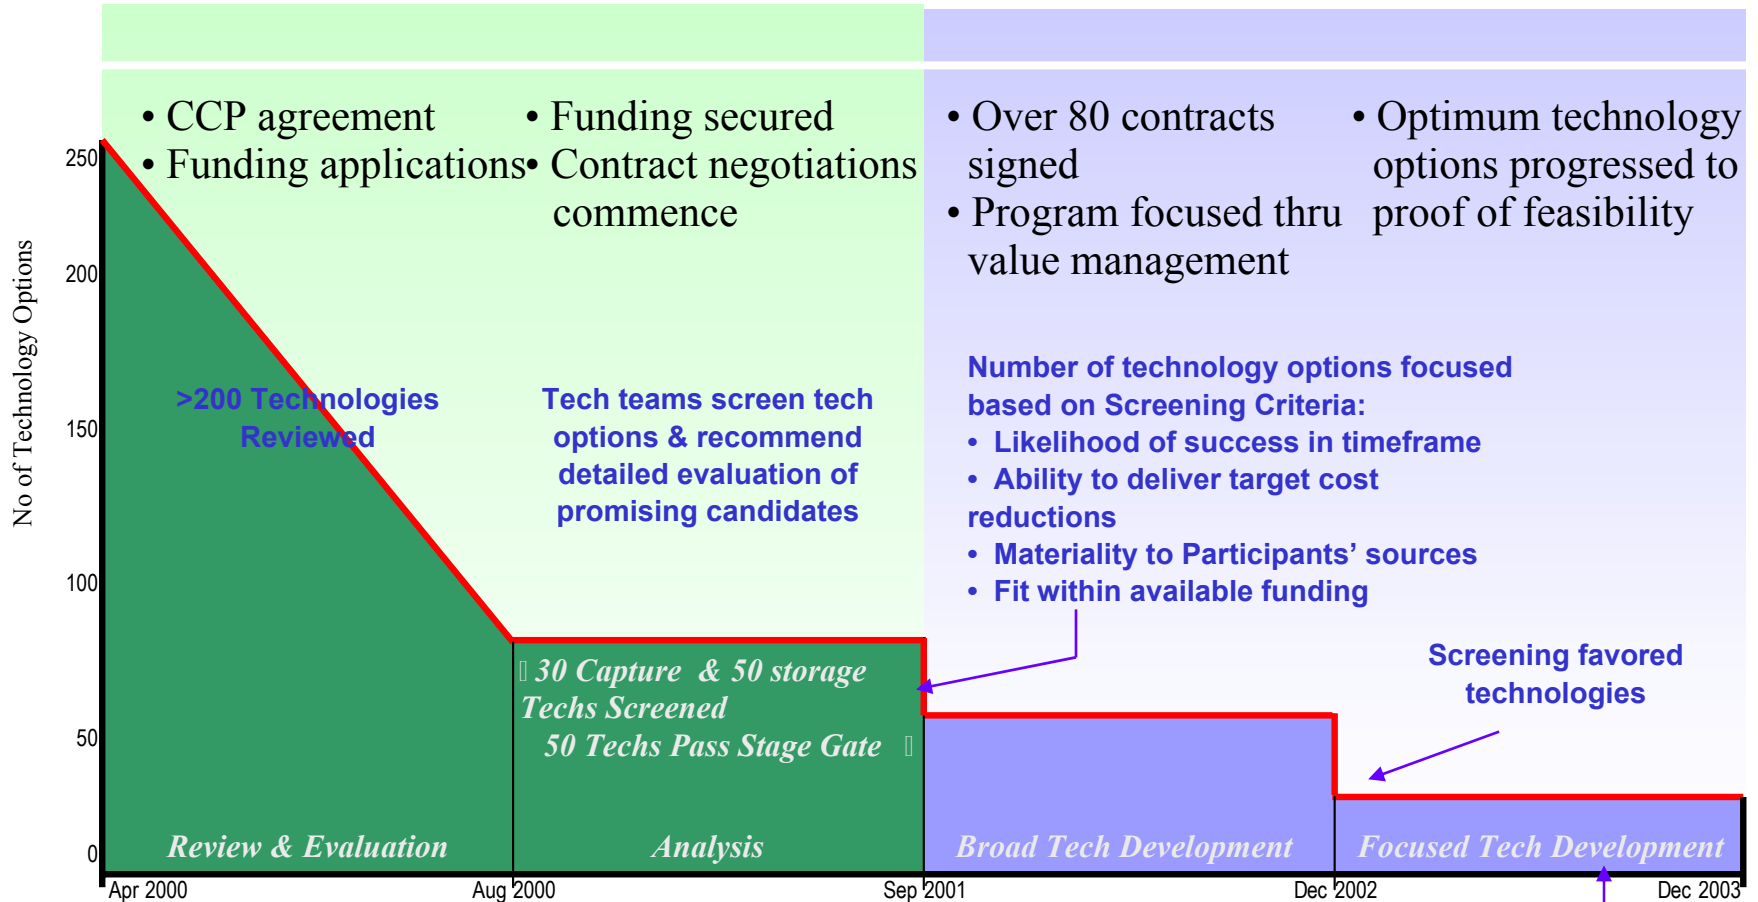 • CCP agreement
• Funding applications
• Funding secured
• Contract negotiations
commence
• Over 80 contracts
signed
• Program focused thru
value management
• Optimum technology
options progressed to
proof of feasibility
No of Technology Options
250
200
150
100
50
0
>200 Technologies
Reviewed
Tech teams screen tech
options & recommend
detailed evaluation of
promising candidates
Number of technology options focused
based on Screening Criteria:
• Likelihood of success in timeframe
• Ability to deliver target cost
reductions
• Materiality to Participants’ sources
• Fit within available funding
Screening favored
technologies
30 Capture & 50 storage
Techs Screened
50 Techs Pass Stage Gate
Review & Evaluation
Analysis
Broad Tech Development
Focused Tech Development
Apr 2000
Aug 2000
Sep 2001
Dec 2002
Dec 2003